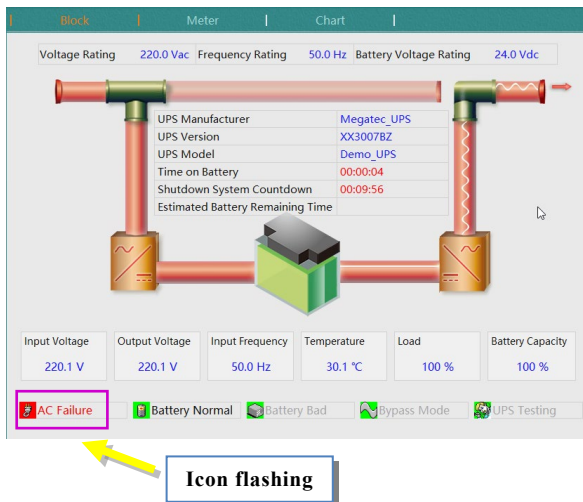 Block Meter Chart
Voltage Rating 220.0 Vac Frequency Rating 50.0 Hz Battery Voltage Rating 24.0 Vdc
UPS Manufacturer Megatec_UPS
UPS Version XX3007BZ
UPS Model Demo_UPS
Time on Battery 00:00:04
Shutdown System Countdown 00:09:56
Estimated Battery Remaining Time
Input Voltage Output Voltage Input Frequency Temperature Load Battery Capacity
220.1 V 220.1 V 50.0 Hz 30.1 ℃ 100 % 100 %
AC Failure Battery Normal Battery Bad Bypass Mode UPS Testing
Icon flashing